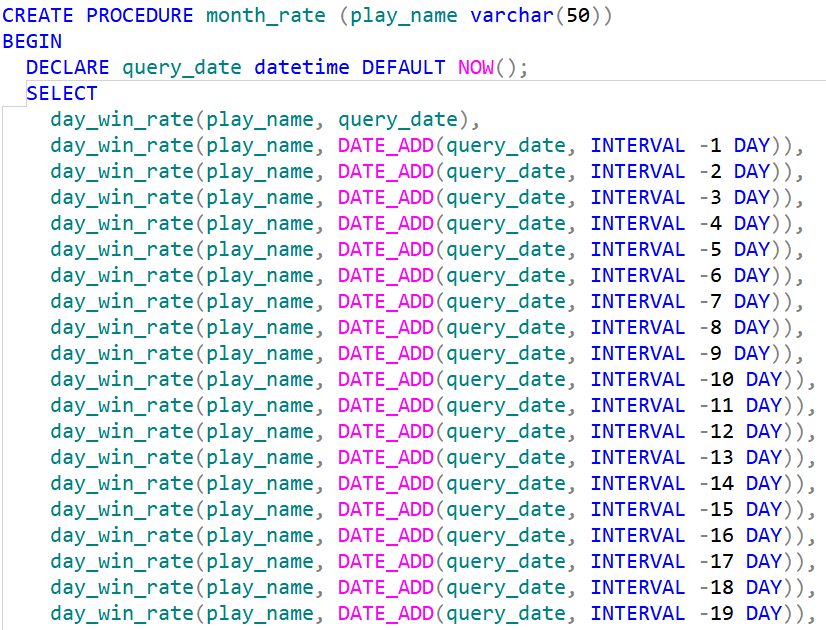 CREATE PROCEDURE month_rate (play_name varchar(50))
BEGIN
  DECLARE query_date datetime DEFAULT NOW();
  SELECT
    day_win_rate(play_name, query_date),
    day_win_rate(play_name, DATE_ADD(query_date, INTERVAL -1 DAY)),
    day_win_rate(play_name, DATE_ADD(query_date, INTERVAL -2 DAY)),
    day_win_rate(play_name, DATE_ADD(query_date, INTERVAL -3 DAY)),
    day_win_rate(play_name, DATE_ADD(query_date, INTERVAL -4 DAY)),
    day_win_rate(play_name, DATE_ADD(query_date, INTERVAL -5 DAY)),
    day_win_rate(play_name, DATE_ADD(query_date, INTERVAL -6 DAY)),
    day_win_rate(play_name, DATE_ADD(query_date, INTERVAL -7 DAY)),
    day_win_rate(play_name, DATE_ADD(query_date, INTERVAL -8 DAY)),
    day_win_rate(play_name, DATE_ADD(query_date, INTERVAL -9 DAY)),
    day_win_rate(play_name, DATE_ADD(query_date, INTERVAL -10 DAY)),
    day_win_rate(play_name, DATE_ADD(query_date, INTERVAL -11 DAY)),
    day_win_rate(play_name, DATE_ADD(query_date, INTERVAL -12 DAY)),
    day_win_rate(play_name, DATE_ADD(query_date, INTERVAL -13 DAY)),
    day_win_rate(play_name, DATE_ADD(query_date, INTERVAL -14 DAY)),
    day_win_rate(play_name, DATE_ADD(query_date, INTERVAL -15 DAY)),
    day_win_rate(play_name, DATE_ADD(query_date, INTERVAL -16 DAY)),
    day_win_rate(play_name, DATE_ADD(query_date, INTERVAL -17 DAY)),
    day_win_rate(play_name, DATE_ADD(query_date, INTERVAL -18 DAY)),
    day_win_rate(play_name, DATE_ADD(query_date, INTERVAL -19 DAY)),